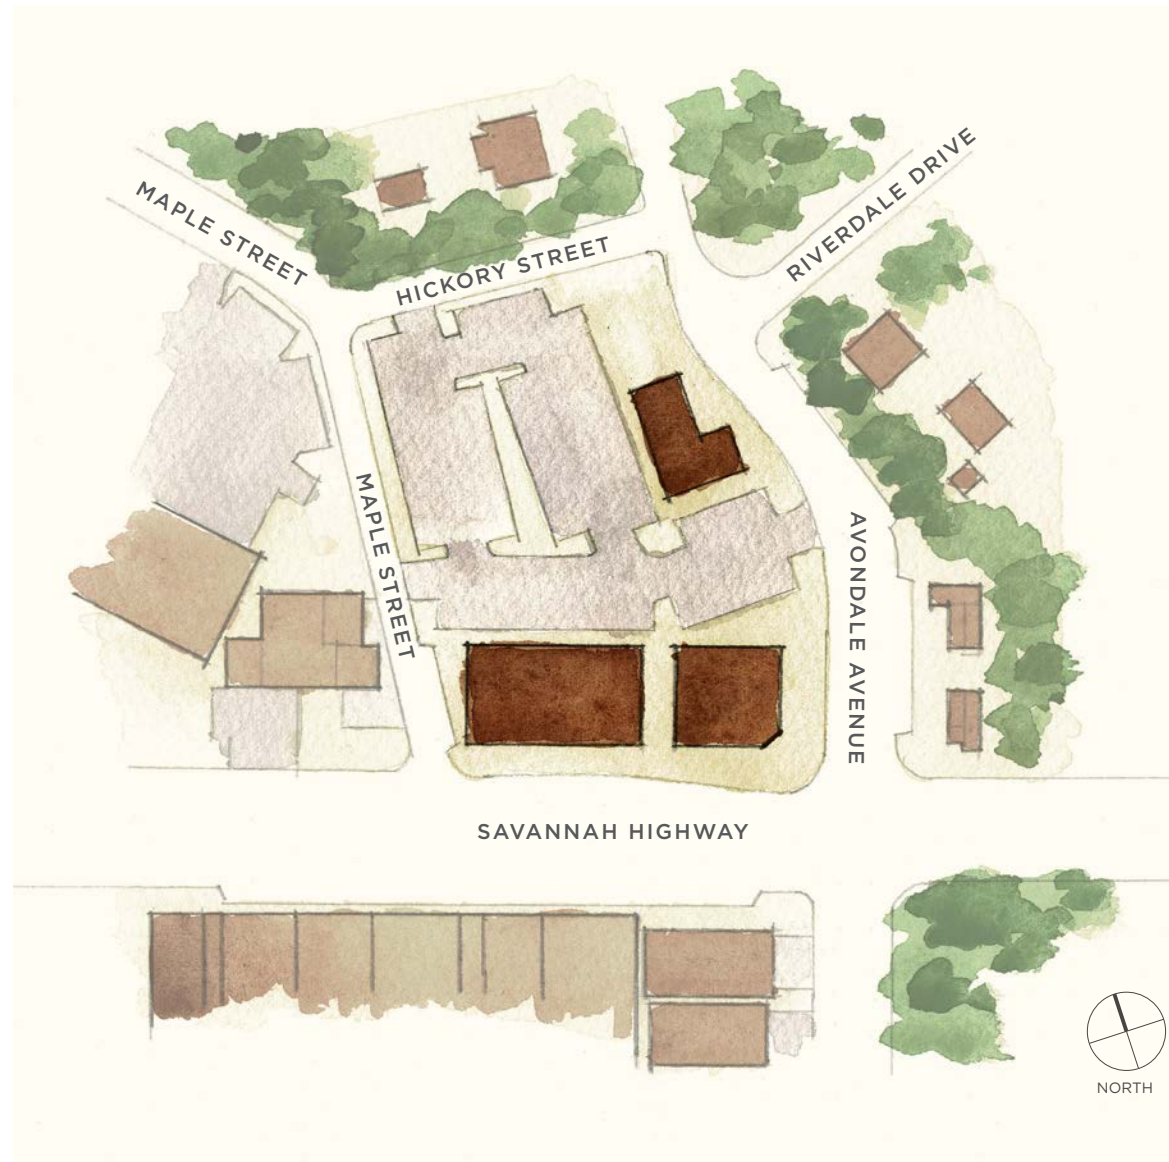 MAPLE STREET
HICKORY STREET
RIVERDALE DRIVE
MAPLE STREET
AVONDALE AVENUE
SAVANNAH HIGHWAY
NORTH